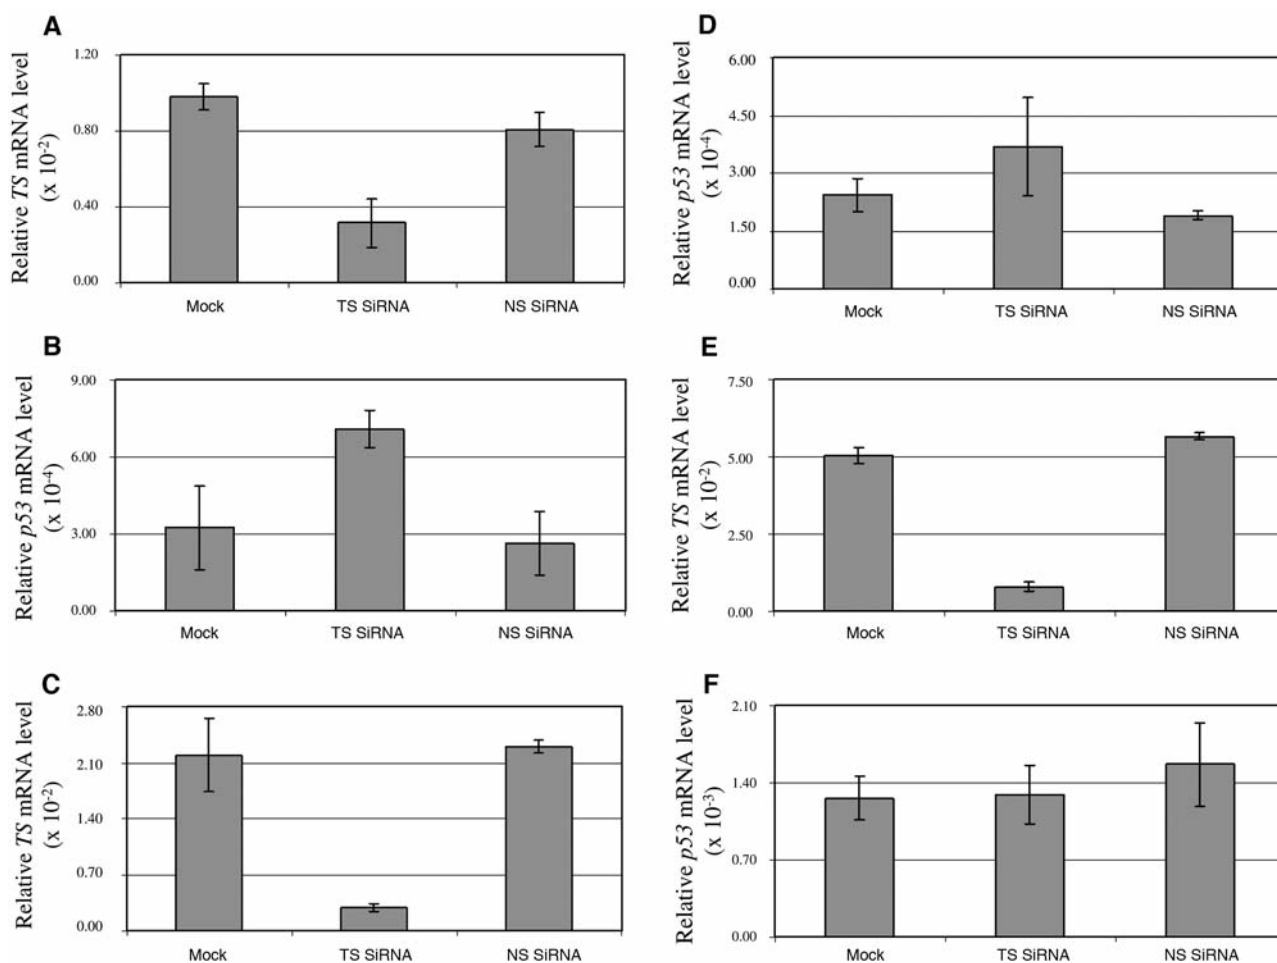 A
Relative TS mRNA level
(x 10-2)
1.20
0.80
0.40
0.00
Mock
TS SiRNA
NS SiRNA
B
Relative p53 mRNA level
(x 10-4)
9.00
6.00
3.00
0.00
Mock
TS SiRNA
NS SiRNA
C
Relative TS mRNA level
(x 10-2)
2.80
2.10
1.40
0.70
0.00
Mock
TS SiRNA
NS SiRNA
D
Relative p53 mRNA level
(x 10-4)
6.00
4.50
3.00
1.50
0.00
Mock
TS SiRNA
NS SiRNA
E
Relative TS mRNA level
(x 10-2)
7.50
5.00
2.50
0.00
Mock
TS SiRNA
NS SiRNA
F
Relative p53 mRNA level
(x 10-3)
2.10
1.40
0.70
0.00
Mock
TS SiRNA
NS SiRNA